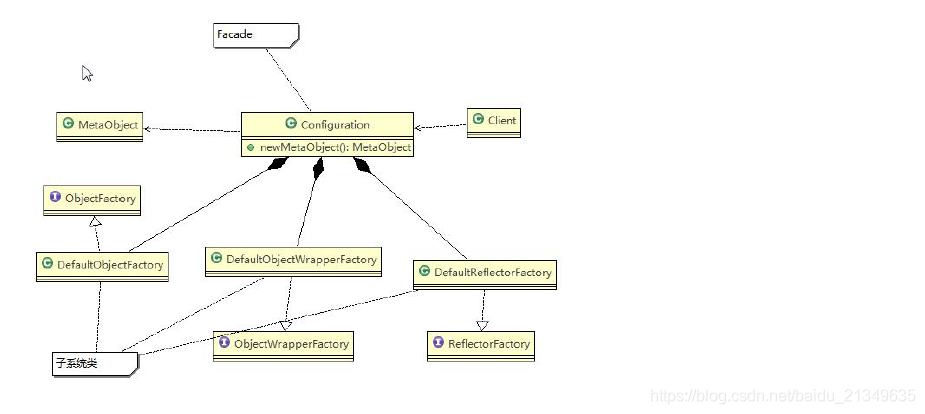 Facade
MetaObject
Configuration
Client
newMetaObject(): MetaObject
ObjectFactory
DefaultObjectFactory
DefaultObjectWrapperFactory
DefaultReflectorFactory
ObjectWrapperFactory
ReflectorFactory
子系统类
https://blog.csdn.net/baidu_21349635